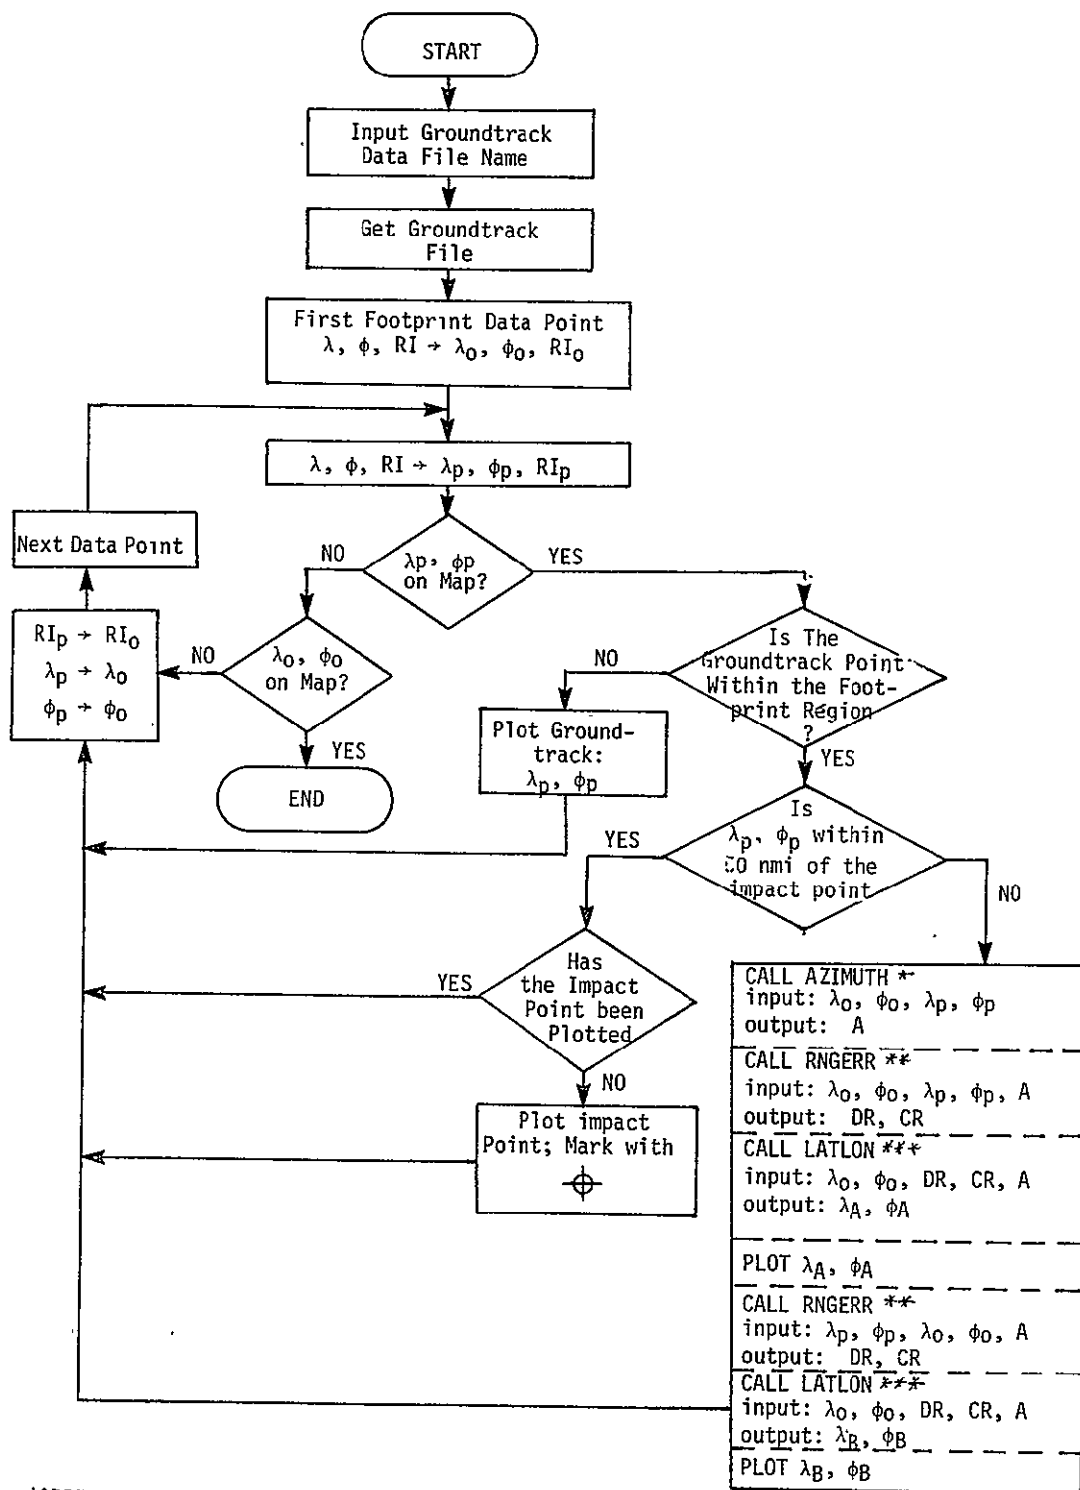 START
Input Groundtrack
Data File Name
Get Groundtrack
File
First Footprint Data Point
λ, φ, RI → λo, φo, RIo
λ, φ, RI → λp, φp, RIp
Next Data Point
NO
λp, φp
on Map?
YES
RIp → RIo
λp → λo
φp → φo
NO
λo, φo
on Map?
YES
END
Is The
Groundtrack Point
Within the Foot-
print Region
?
NO
YES
Plot Ground-
track:
λp, φp
Is
λp, φp within
nmi of the
impact point
YES
NO
Has
the Impact
Point been
Plotted
YES
NO
Plot impact
Point; Mark with
CALL AZIMUTH *
input: λo, φo, λp, φp
output: A
CALL RNGERR **
input: λo, φo, λp, φp, A
output: DR, CR
CALL LATLON ***
input: λo, φo, DR, CR, A
output: λA, φA
PLOT λA, φA
CALL RNGERR **
input: λp, φp, λo, φo, A
output: DR, CR
CALL LATLON ***
input: λo, φo, DR, CR, A
output: λB, φB
PLOT λB, φB